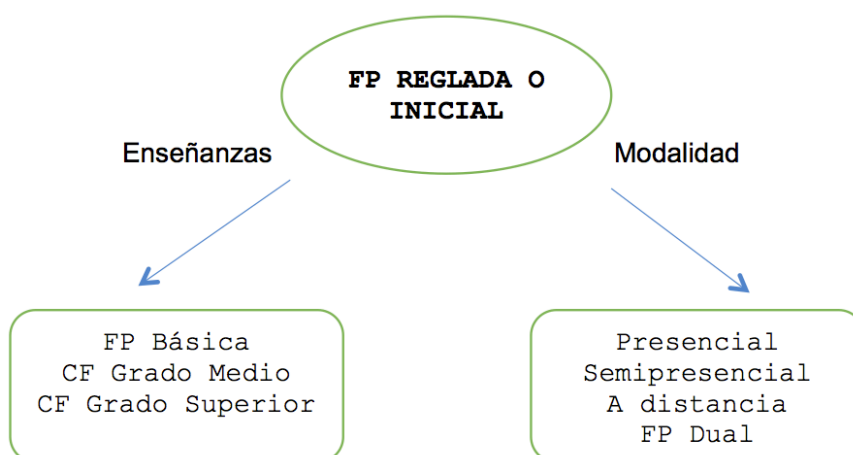 FP REGLADA O
INICIAL
Enseñanzas
Modalidad
FP Básica
CF Grado Medio
CF Grado Superior
Presencial
Semipresencial
A distancia
FP Dual